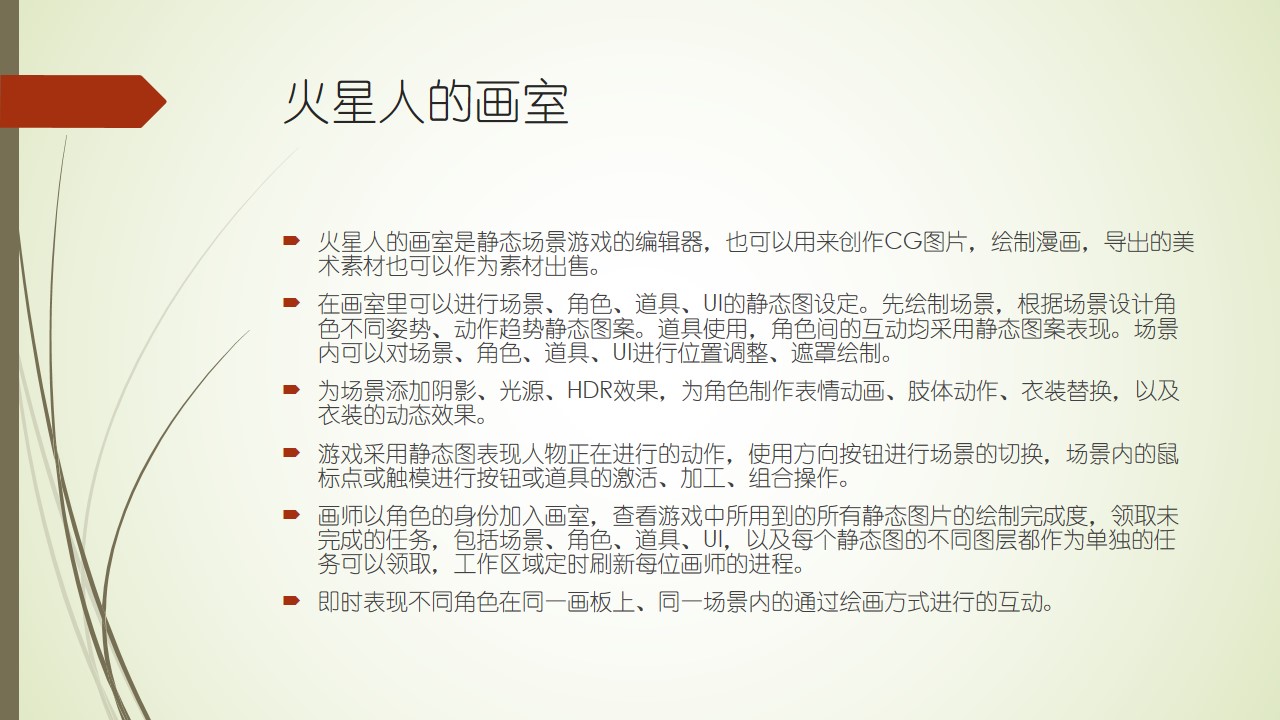 火星人的画室
火星人的画室是静态场景游戏的编辑器，也可以用来创作CG图片，绘制漫画，导出的美
术素材也可以作为素材出售。
在画室里可以进行场景、角色、道具、UI的静态图设定。先绘制场景，根据场景设计角
色不同姿势、动作趋势静态图案。道具使用，角色间的互动均采用静态图案表现。场景
内可以对场景、角色、道具、UI进行位置调整、遮罩绘制。
为场景添加阴影、光源、HDR效果，为角色制作表情动画、肢体动作、衣装替换，以及
衣装的动态效果。
游戏采用静态图表现人物正在进行的动作，使用方向按钮进行场景的切换，场景内的鼠
标点或触模进行按钮或道具的激活、加工、组合操作。
画师以角色的身份加入画室，查看游戏中所用到的所有静态图片的绘制完成度，领取未
完成的任务，包括场景、角色、道具、UI，以及每个静态图的不同图层都作为单独的任
务可以领取，工作区域定时刷新每位画师的进程。
即时表现不同角色在同一画板上、同一场景内的通过绘画方式进行的互动。